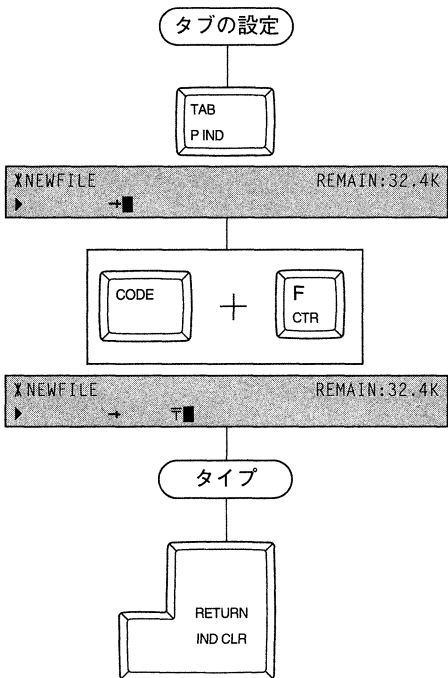 タブの設定
TAB
P IND
NEWFILE REMAIN:32.4K
CODE + F
CTR
NEWFILE REMAIN:32.4K
タイプ
RETURN
IND CLR